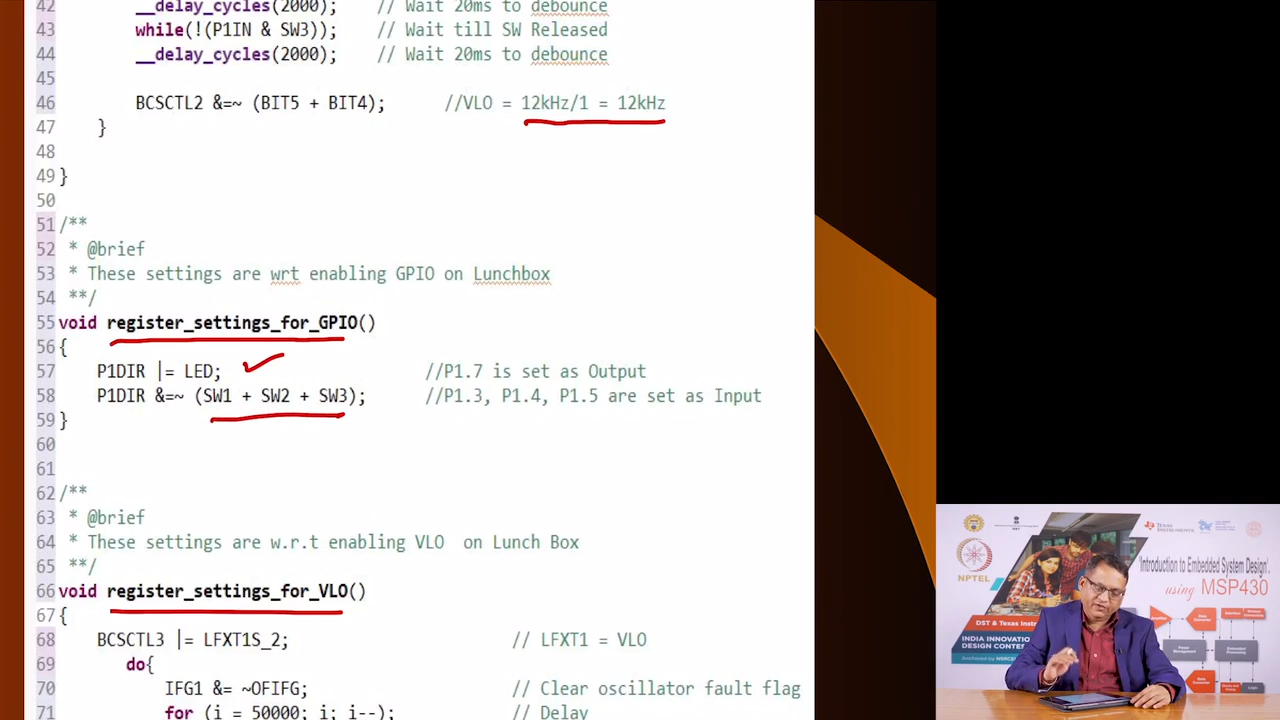 42 __delay_cycles(2000); // Wait 20ms to debounce
43 while(!(P1IN & SW3)); // Wait till SW Released
44 __delay_cycles(2000); // Wait 20ms to debounce
45
46 BCSCTL2 &=~ (BIT5 + BIT4); //VLO = 12kHz/1 = 12kHz
47 }
48
49 }
50
51 /**
52 * @brief
53 * These settings are wrt enabling GPIO on Lunchbox
54 **/
55 void register_settings_for_GPIO()
56 {
57 P1DIR |= LED; //P1.7 is set as Output
58 P1DIR &=~ (SW1 + SW2 + SW3); //P1.3, P1.4, P1.5 are set as Input
59 }
60
61
62 /**
63 * @brief
64 * These settings are w.r.t enabling VLO on Lunch Box
65 **/
66 void register_settings_for_VLO()
67 {
68 BCSCTL3 |= LFXT1S_2; // LFXT1 = VLO
69 do{
70 IFG1 &= ~OFIFG; // Clear oscillator fault flag
71 for (i = 50000; i; i--); // Delay
NPTEL
TEXAS INSTRUMENTS
'Introduction to Embedded System Design'
using MSP430
DST & Texas Instr
INDIA INNOVATION
DESIGN CONTES